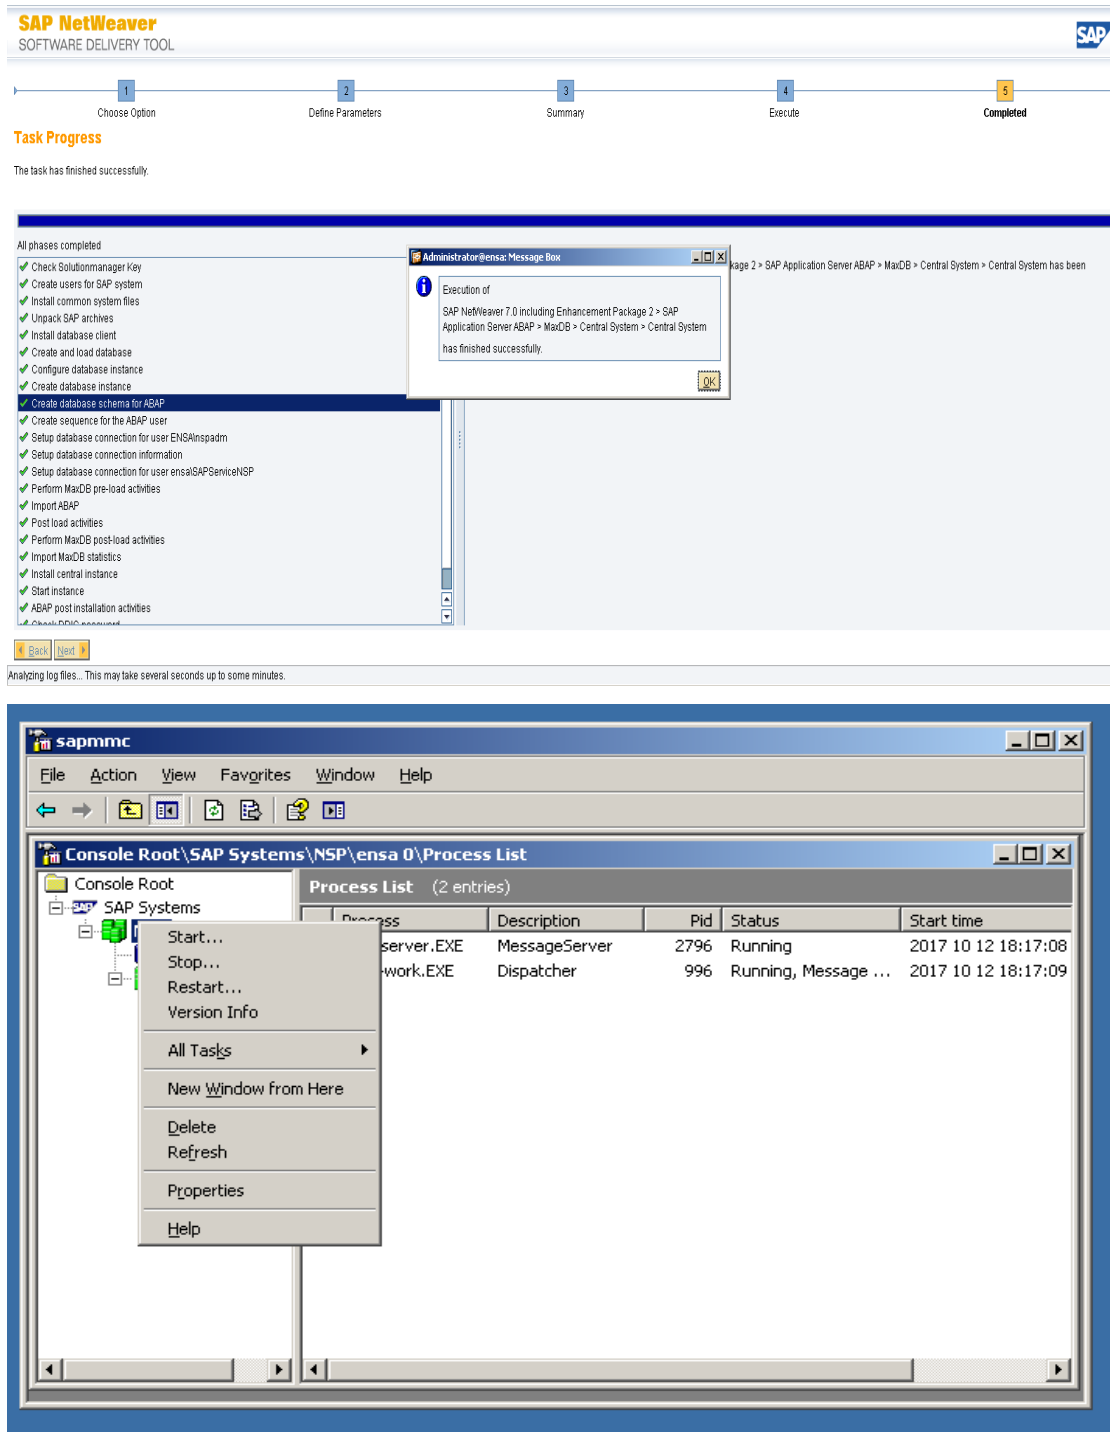 SAP NetWeaver
SOFTWARE DELIVERY TOOL
SAP
1 2 3 4 5
Choose Option Define Parameters Summary Execute Completed
Task Progress
The task has finished successfully.
All phases completed
Check Solutionmanager Key
Create users for SAP system
Install common system files
Unpack SAP archives
Install database client
Create and load database
Configure database instance
Create database instance
Create database schema for ABAP
Create sequence for the ABAP user
Setup database connection for user ENSA\nspadm
Setup database connection information
Setup database connection for user ensa\SAPServiceNSP
Perform MaxDB pre-load activities
Import ABAP
Post load activities
Perform MaxDB post-load activities
Import MaxDB statistics
Install central instance
Start instance
ABAP post installation activities
Check DDIC password
kage 2 > SAP Application Server ABAP > MaxDB > Central System > Central System has been
Administrator@ensa: Message Box
Execution of
SAP NetWeaver 7.0 including Enhancement Package 2 > SAP
Application Server ABAP > MaxDB > Central System > Central System
has finished successfully.
OK
Back Next
Analyzing log files... This may take several seconds up to some minutes.
sapmmc
File Action View Favorites Window Help
Console Root\SAP Systems\NSP\ensa 0\Process List
Console Root
SAP Systems
Start...
Stop...
Restart...
Version Info
All Tasks
New Window from Here
Delete
Refresh
Properties
Help
Process List (2 entries)
Process Description Pid Status Start time
server.EXE MessageServer 2796 Running 2017 10 12 18:17:08
work.EXE Dispatcher 996 Running, Message ... 2017 10 12 18:17:09